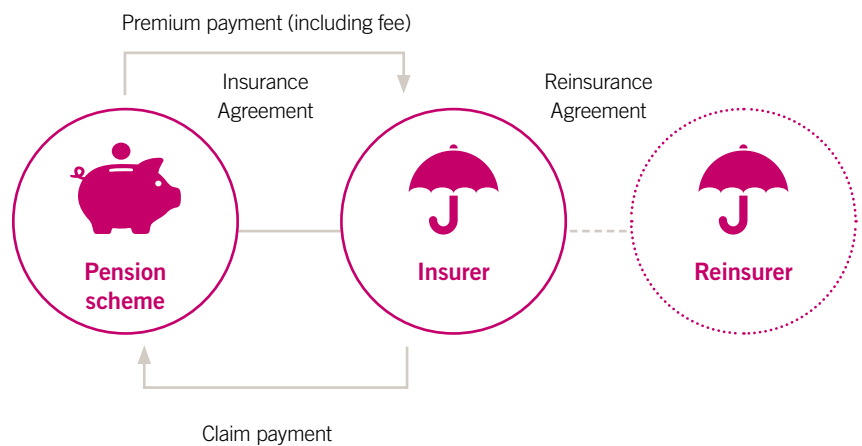 Premium payment (including fee)
Insurance
Agreement
Reinsurance
Agreement
Pension
scheme
Insurer
Reinsurer
Claim payment